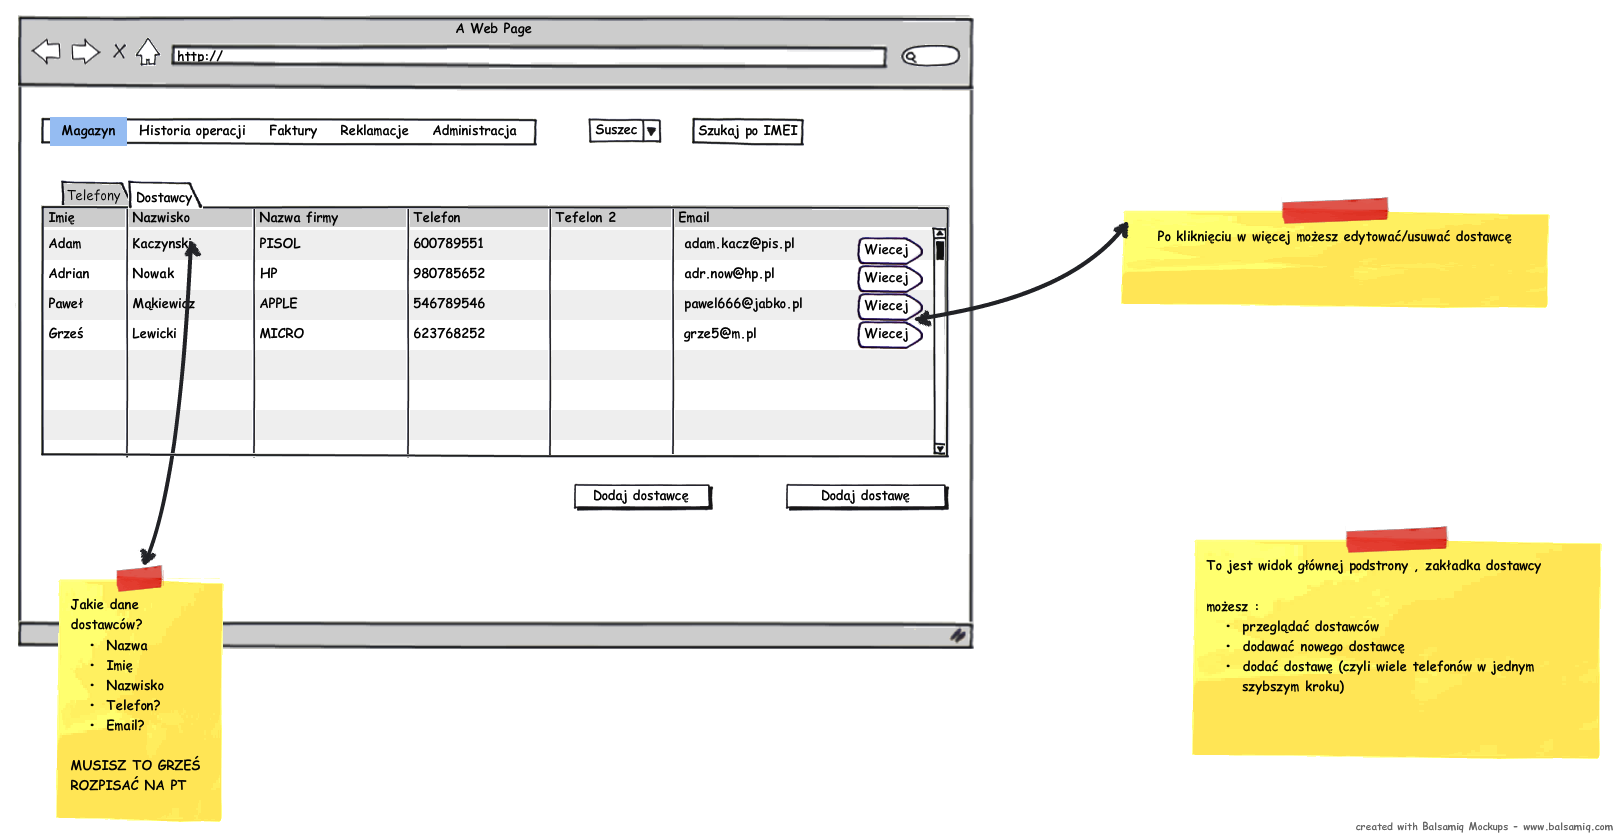 A Web Page
http://
Magazyn Historia operacji Faktury Reklamacje Administracja Suszec Szukaj po IMEI
Telefony Dostawcy
Imię Nazwisko Nazwa firmy Telefon Tefelon 2 Email
Adam Kaczynski PISOL 600789551 adam.kacz@pis.pl Wiecej
Adrian Nowak HP 980785652 adr.now@hp.pl Wiecej
Paweł Mąkiewicz APPLE 546789546 pawel666@jabko.pl Wiecej
Grześ Lewicki MICRO 623768252 grze5@m.pl Wiecej
Dodaj dostawcę Dodaj dostawę
Po kliknięciu w więcej możesz edytować/usuwać dostawcę
Jakie dane
dostawców?
• Nazwa
• Imię
• Nazwisko
• Telefon?
• Email?
MUSISZ TO GRZEŚ
ROZPISAĆ NA PT
To jest widok głównej podstrony , zakładka dostawcy
możesz :
• przeglądać dostawców
• dodawać nowego dostawcę
• dodać dostawę (czyli wiele telefonów w jednym
szybszym kroku)
created with Balsamiq Mockups - www.balsamiq.com